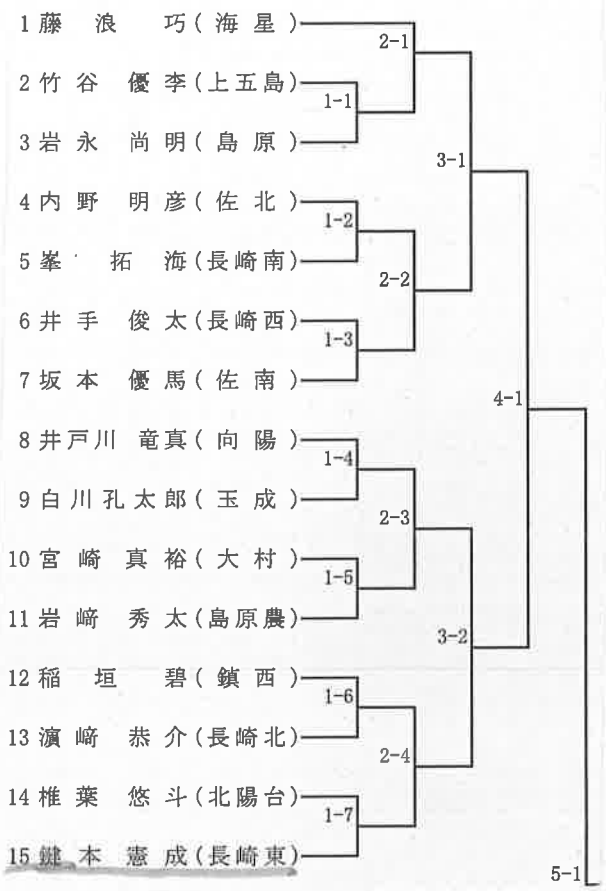 1 藤浪 巧(海星)
2-1
2 竹谷 優李(上五島)
1-1
3 岩永 尚明(島原)
3-1
4 内野 明彦(佐北)
1-2
5 峯 拓海(長崎南)
2-2
6 井手 俊太(長崎西)
1-3
7 坂本 優馬(佐南)
4-1
8 井戸川 竜真(向陽)
1-4
9 白川孔太郎(玉成)
2-3
10 宮崎 真裕(大村)
1-5
11 岩﨑 秀太(島原農)
3-2
12 稲垣 碧(鎮西)
1-6
13 濵﨑 恭介(長崎北)
2-4
14 椎葉 悠斗(北陽台)
1-7
15 鍵本 憲成(長崎東)
5-1